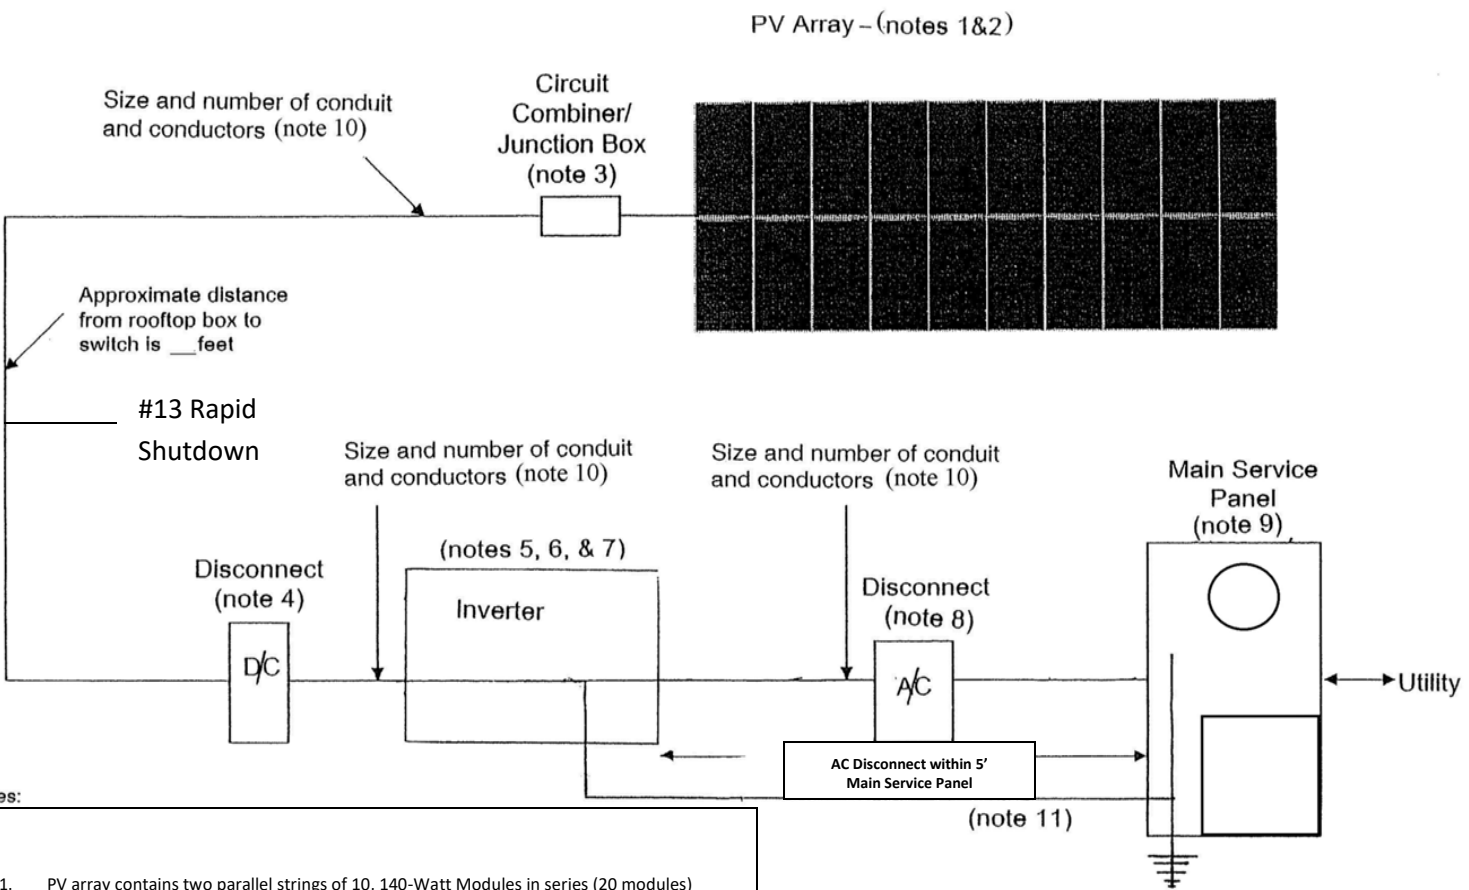 PV Array – (notes 1&2)
Circuit
Combiner/
Junction Box
(note 3)
Size and number of conduit
and conductors (note 10)
Approximate distance
from rooftop box to
switch is __feet
#13 Rapid
Shutdown
Size and number of conduit
and conductors (note 10)
Size and number of conduit
and conductors (note 10)
Main Service
Panel
(note 9)
(notes 5, 6, & 7)
Inverter
Disconnect
(note 4)
D/C
Disconnect
(note 8)
A/C
Utility
AC Disconnect within 5’
Main Service Panel
(note 11)
es:
1. PV array contains two parallel strings of 10, 140-Watt Modules in series (20 modules)